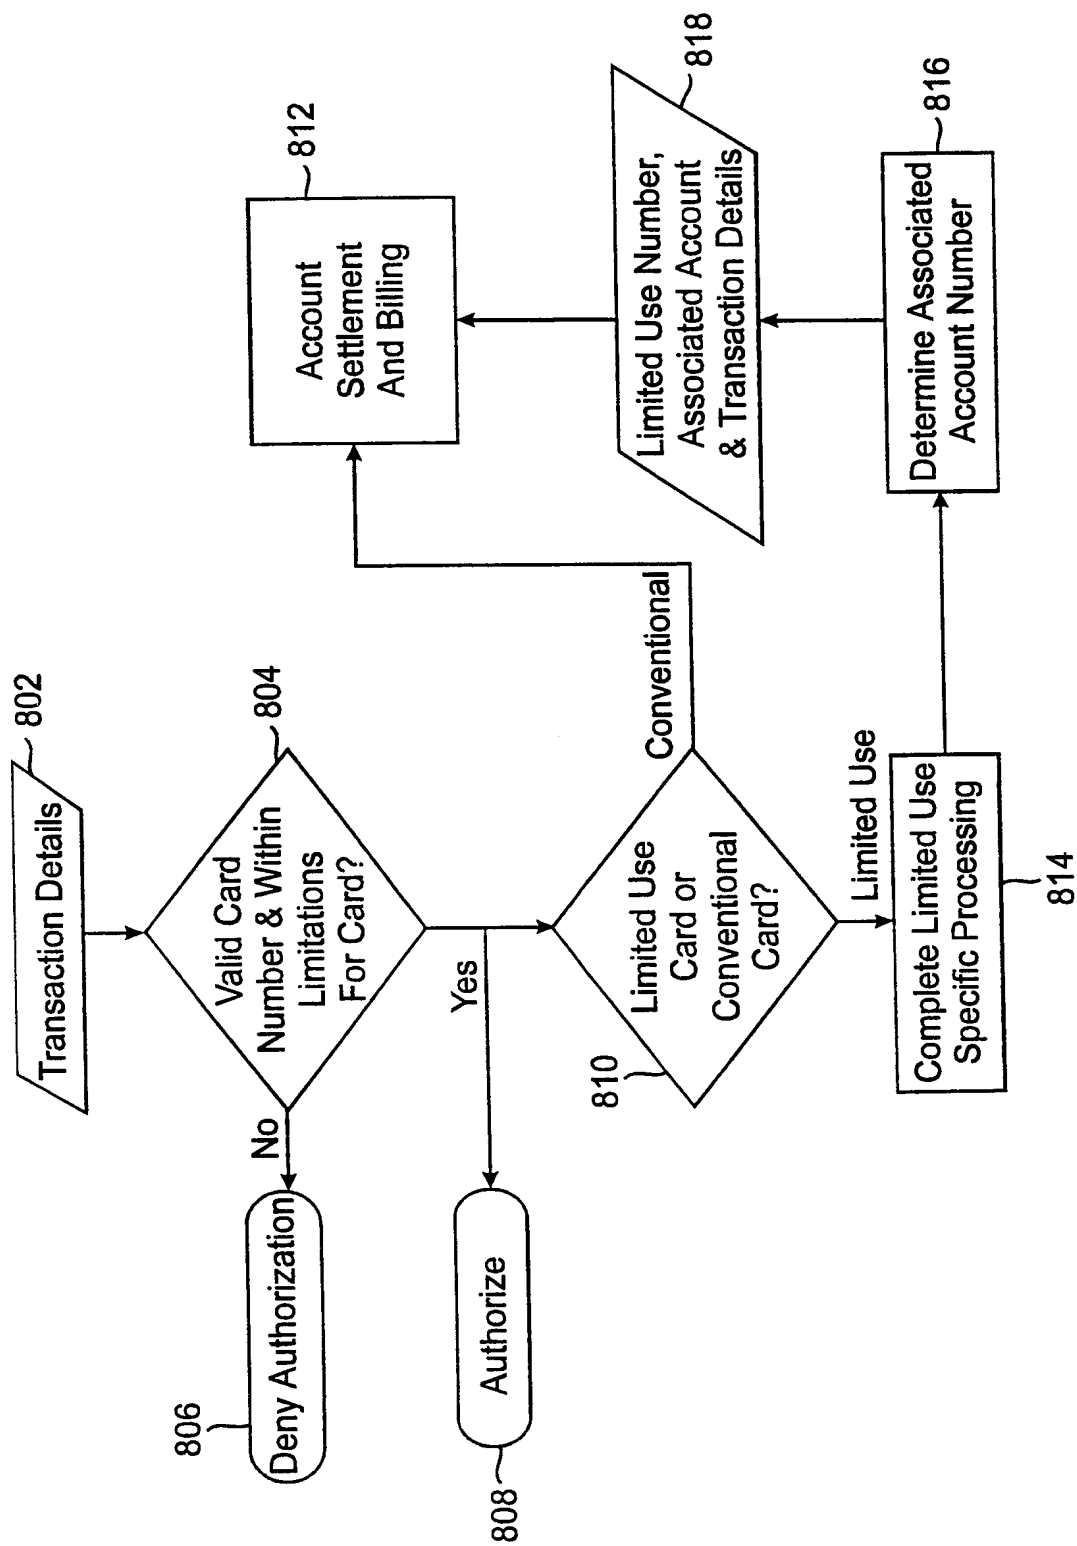 802
Transaction Details
804
Valid Card
Number & Within
Limitations
For Card?
No
806
Deny Authorization
Yes
808
Authorize
810
Limited Use
Card or
Conventional
Card?
Conventional
812
Account
Settlement
And Billing
Limited Use
814
Complete Limited Use
Specific Processing
816
Determine Associated
Account Number
818
Limited Use Number,
Associated Account
& Transaction Details